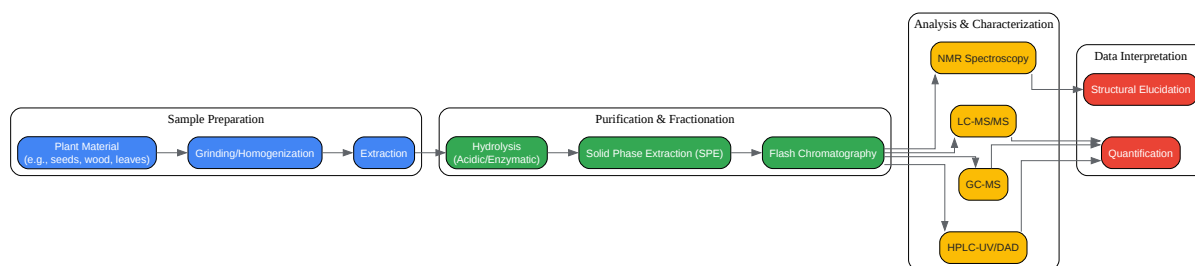 Sample Preparation
Plant Material
(e.g., seeds, wood, leaves)
Grinding/Homogenization
Extraction
Purification & Fractionation
Hydrolysis
(Acidic/Enzymatic)
Solid Phase Extraction (SPE)
Flash Chromatography
Analysis & Characterization
NMR Spectroscopy
LC-MS/MS
GC-MS
HPLC-UV/DAD
Data Interpretation
Structural Elucidation
Quantification